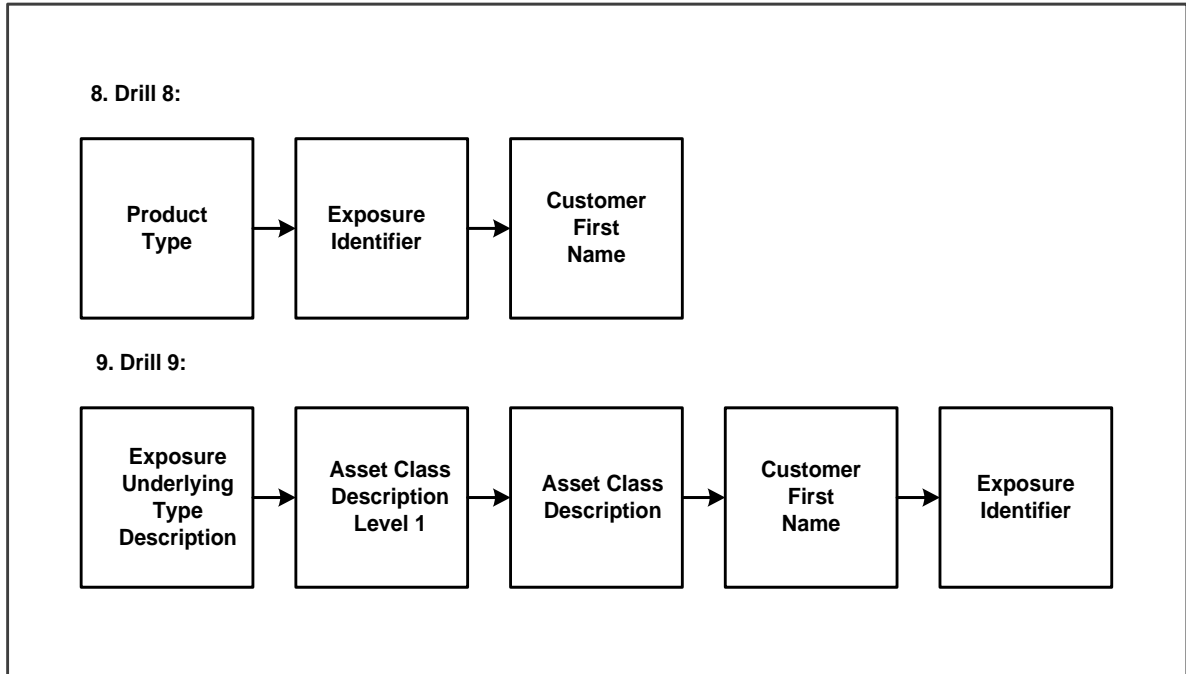 8. Drill 8:
Product
Type
Exposure
Identifier
Customer
First
Name
9. Drill 9:
Exposure
Underlying
Type
Description
Asset Class
Description
Level 1
Asset Class
Description
Customer
First
Name
Exposure
Identifier